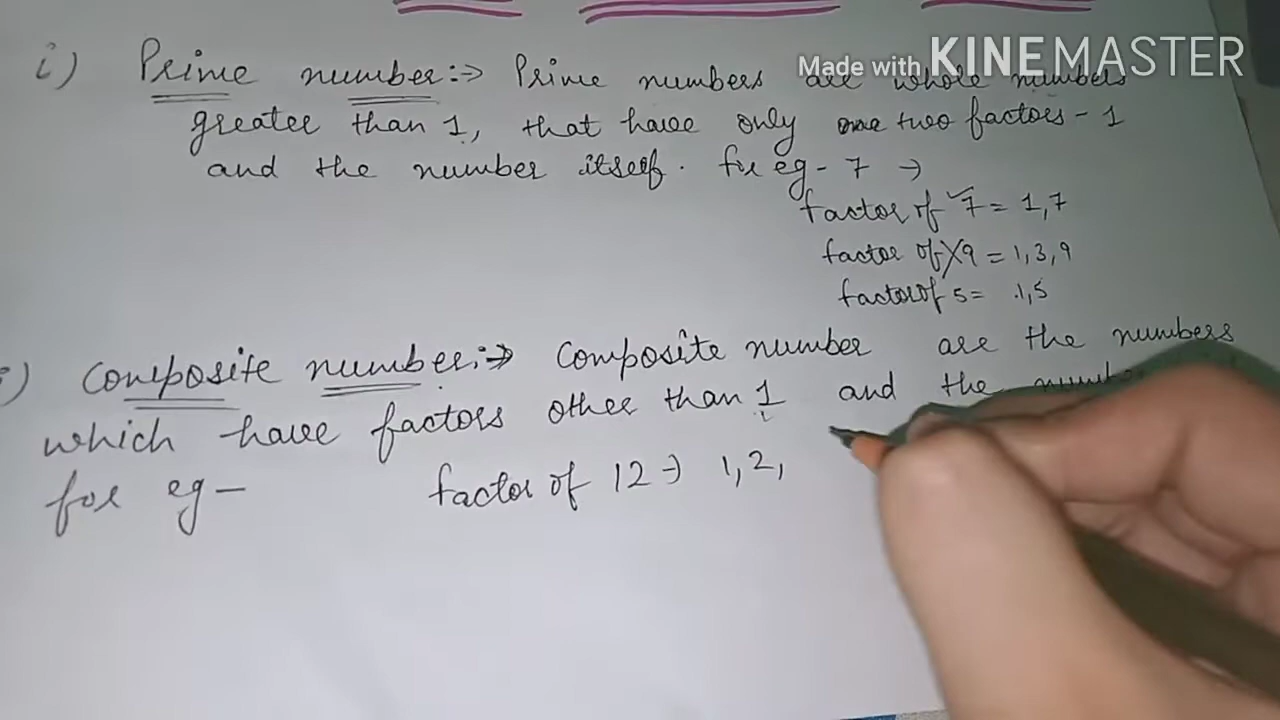 Made with KINEMASTER
i) Prime number:→ Prime numbers are whole numbers
greater than 1, that have only one two factors - 1
and the number itself. for eg - 7 →
factor of 7 = 1,7
factor of 9 = 1,3,9
factor of 5 = 1,5
) Composite number:→ Composite number are the numbers
which have factors other than 1 and the
for eg - factor of 12 → 1,2,